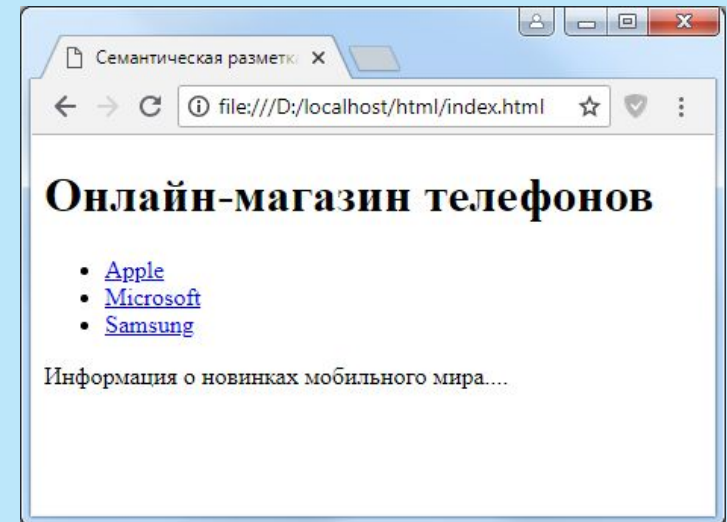 Семантическая разметк
file:///D:/localhost/html/index.html
Онлайн-магазин телефонов
Apple
Microsoft
Samsung
Информация о новинках мобильного мира....